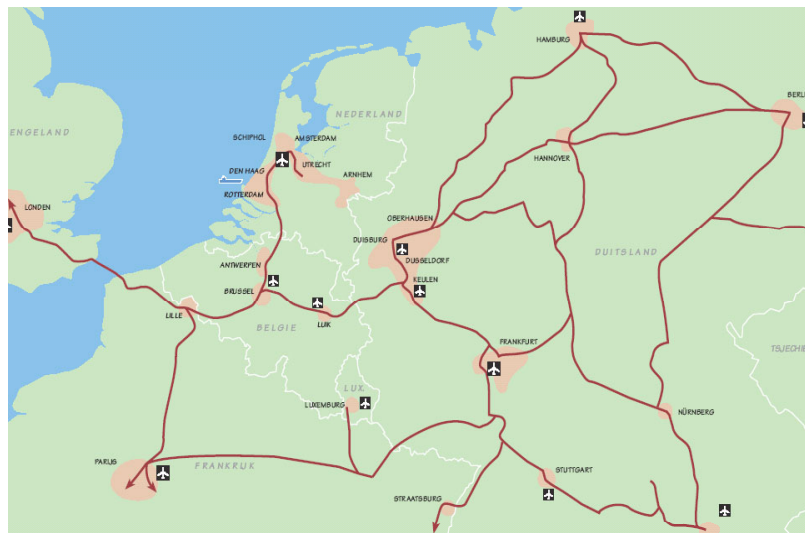 HAMBURG
BERLI
NEDERLAND
ENGELAND
SCHIPHOL
AMSTERDAM
HANNOVER
UTRECHT
DEN HAAG
ARNHEM
ROTTERDAM
LONDEN
OBERHAUSEN
DUISBURG
DUITSLAND
DUSSELDORF
ANTWERPEN
KEULEN
BRUSSEL
LILLE
BELGIE
LUIK
FRANKFURT
TSJECHIE
LUX.
LUXEMBURG
NÜRNBERG
PARIJS
FRANKRIJK
STUTTGART
STRAATSBURG